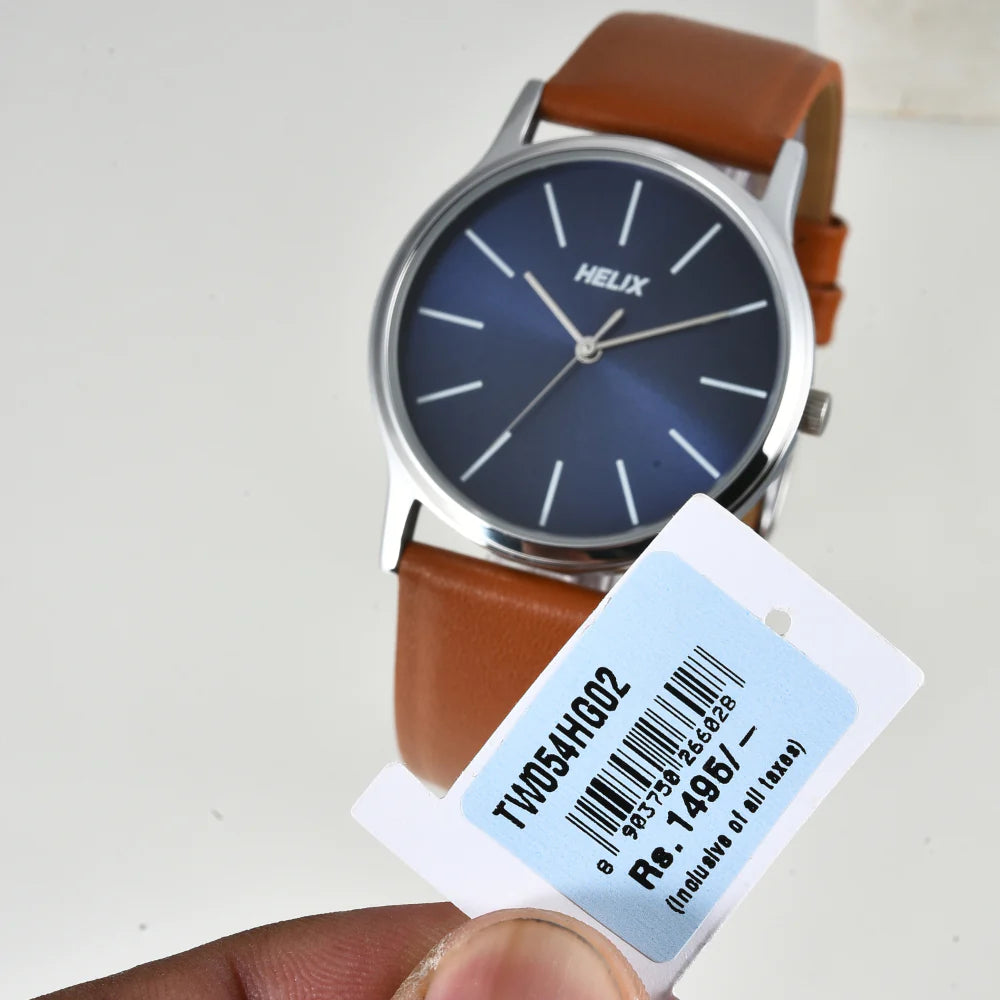 HELIX
TW054HG02
8 903750 266028
Rs. 1495/–
(Inclusive of all taxes)